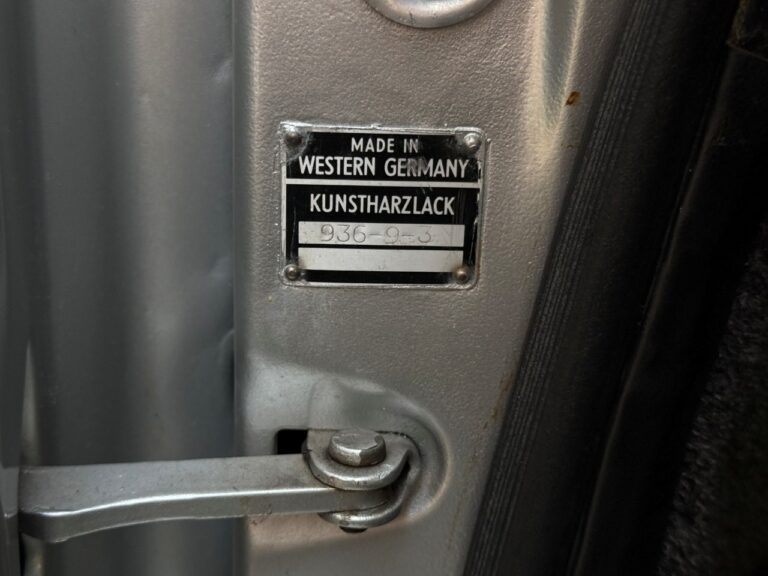 MADE IN
WESTERN GERMANY
KUNSTHARZLACK
936-9-3